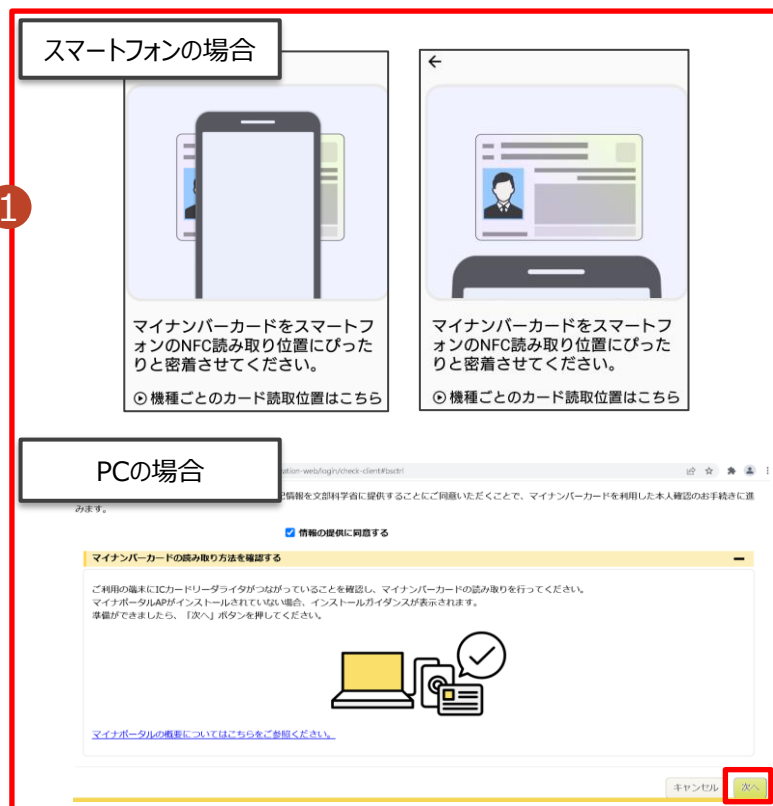 スマートフォンの場合
1
マイナンバーカードをスマートフ
ォンのNFC読み取り位置にぴった
りと密着させてください。
機種ごとのカード読取位置はこちら
マイナンバーカードをスマートフ
ォンのNFC読み取り位置にぴった
りと密着させてください。
機種ごとのカード読取位置はこちら
PCの場合
ation-web/login/check-client#bsctrl
情報を文部科学省に提供することにご同意いただくことで、マイナンバーカードを利用した本人確認のお手続きに進
みます。
情報の提供に同意する
マイナンバーカードの読み取り方法を確認する
ご利用の端末にICカードリーダライタがつながっていることを確認し、マイナンバーカードの読み取りを行ってください。
マイナポータルAPがインストールされていない場合、インストールガイダンスが表示されます。
準備ができましたら、「次へ」ボタンを押してください。
マイナポータルの概要についてはこちらをご参照ください。
キャンセル
次へ